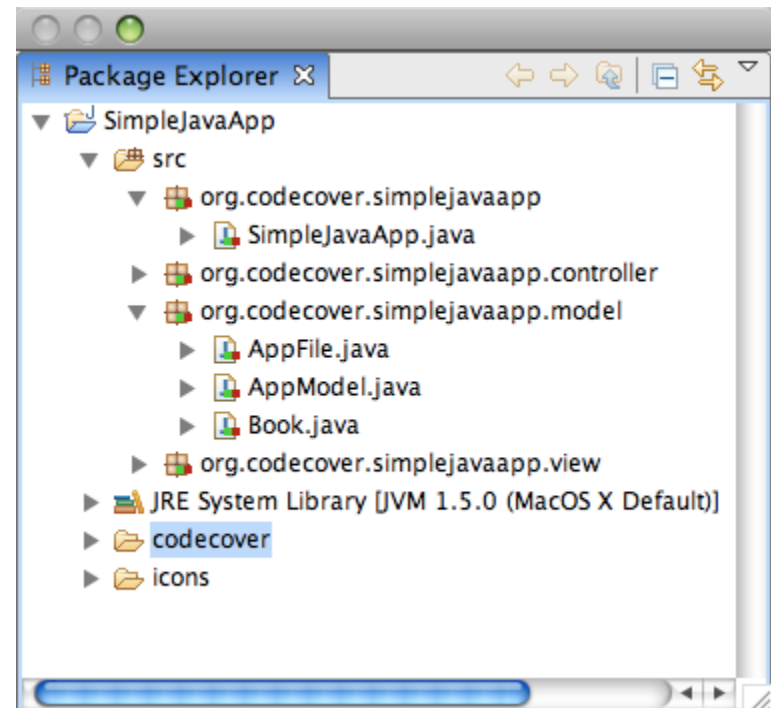 Package Explorer
SimpleJavaApp
src
org.codecover.simplejavaapp
SimpleJavaApp.java
org.codecover.simplejavaapp.controller
org.codecover.simplejavaapp.model
AppFile.java
AppModel.java
Book.java
org.codecover.simplejavaapp.view
JRE System Library [JVM 1.5.0 (MacOS X Default)]
codecover
icons